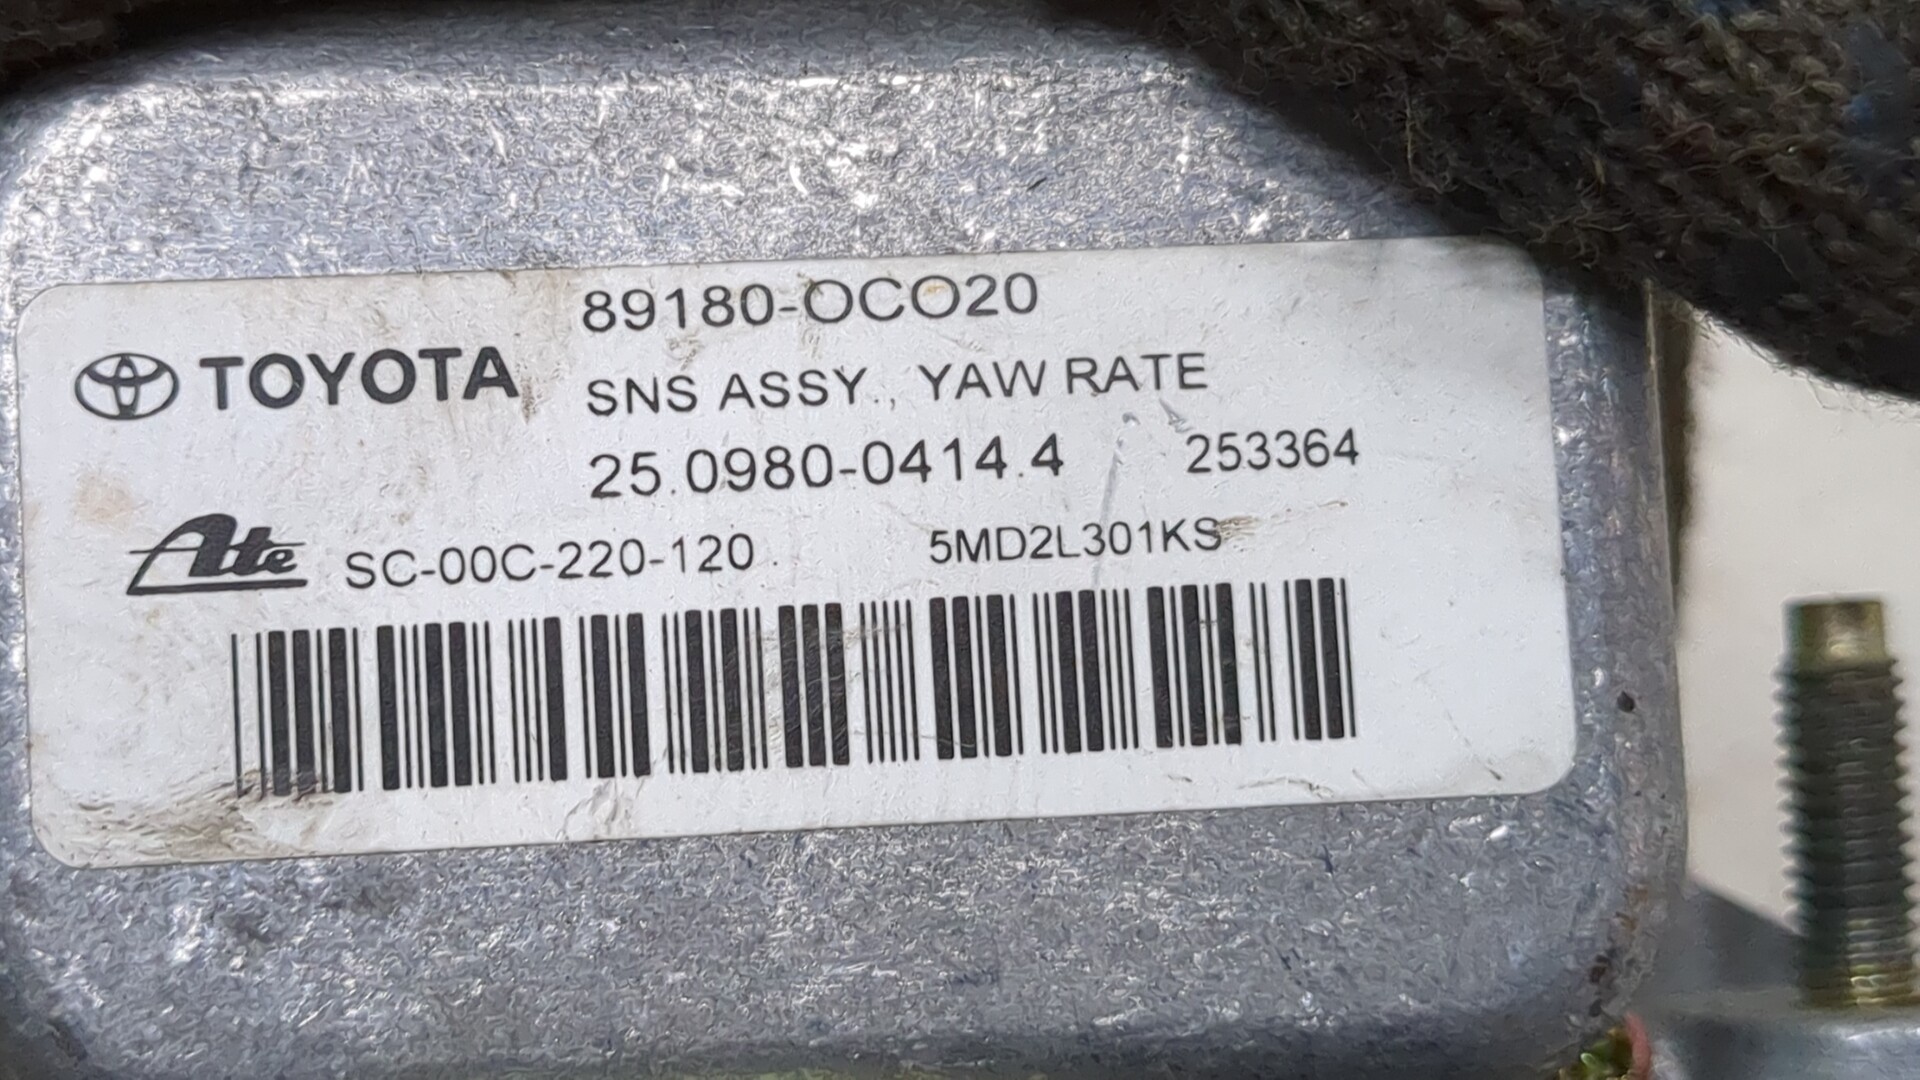 89180-OCO20
TOYOTA
SNS ASSY., YAW RATE
25.0980-0414.4 253364
Ate SC-00C-220-120 5MD2L301KS